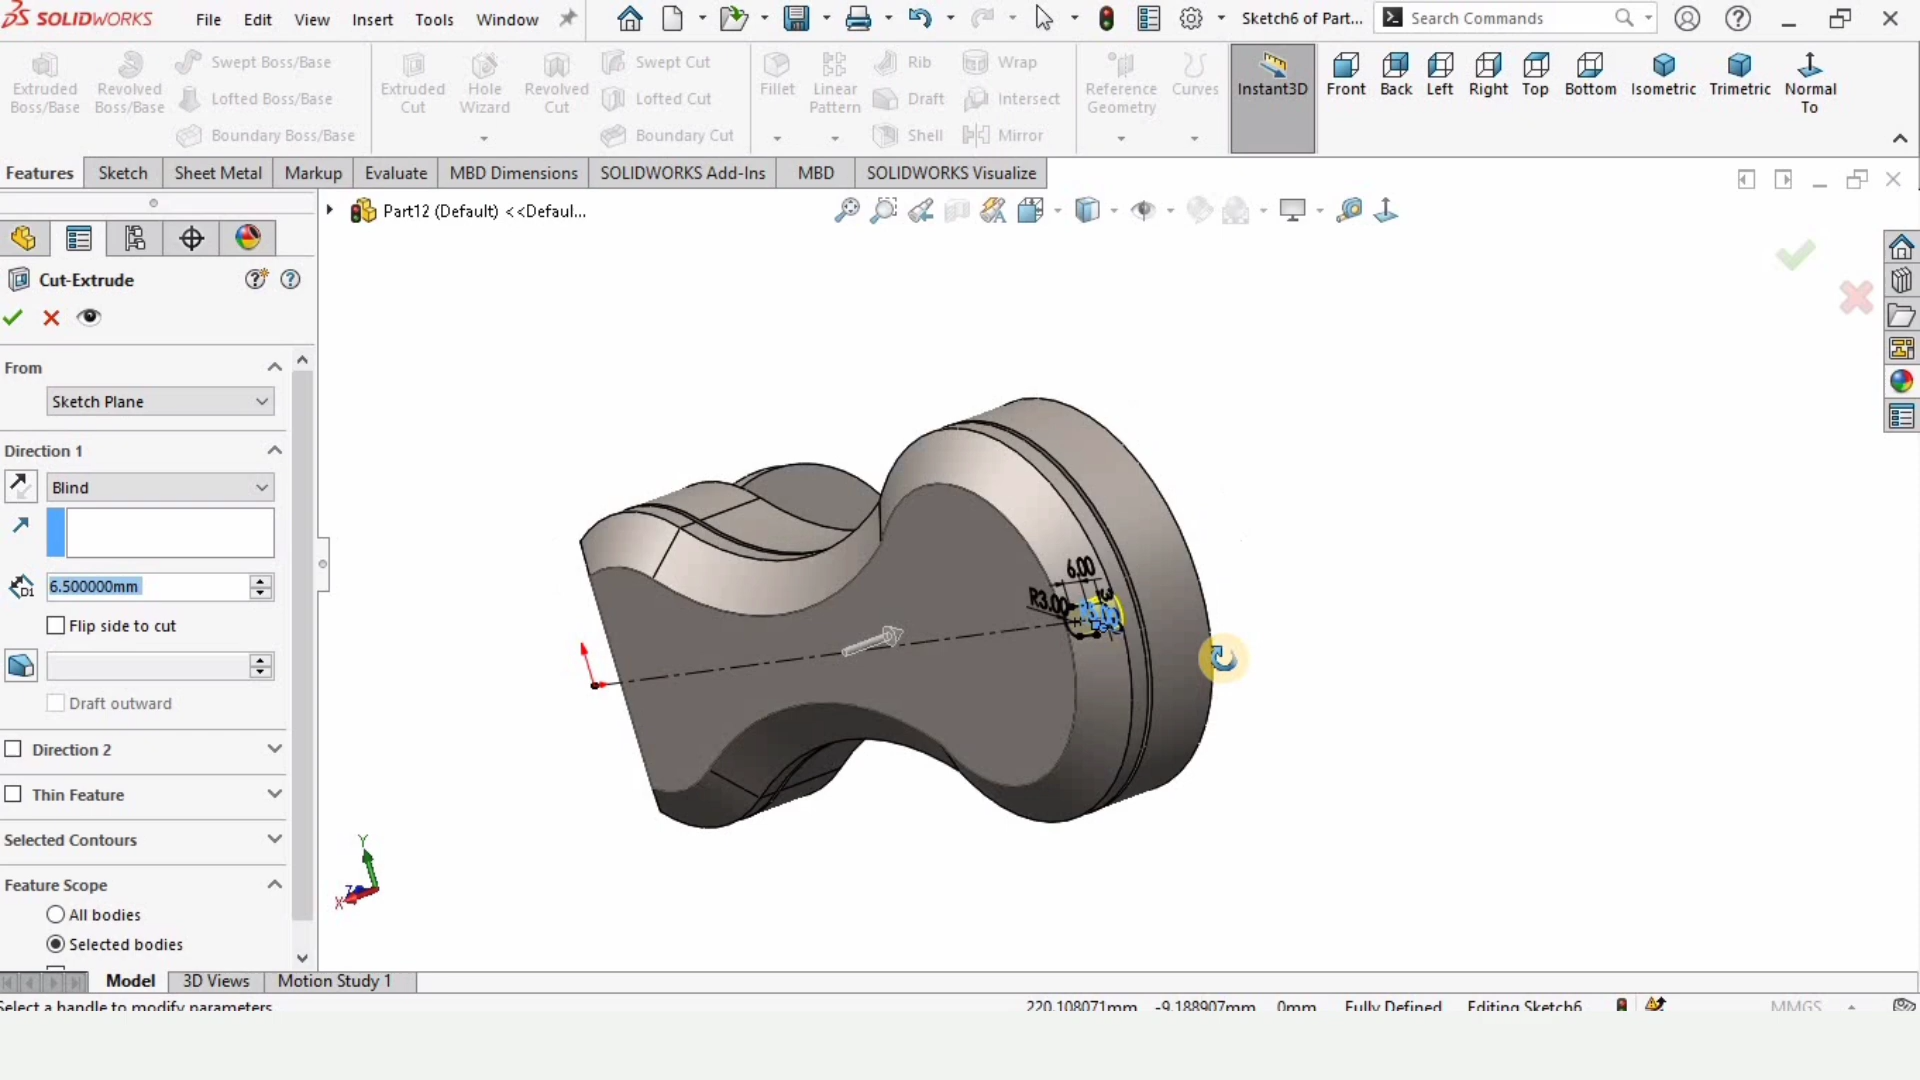 SOLIDWORKS
File Edit View Insert Tools Window
Sketch6 of Part...
Search Commands
Extruded Boss/Base
Revolved Boss/Base
Swept Boss/Base
Lofted Boss/Base
Boundary Boss/Base
Extruded Cut
Hole Wizard
Revolved Cut
Swept Cut
Lofted Cut
Boundary Cut
Fillet
Linear Pattern
Rib
Draft
Shell
Wrap
Intersect
Mirror
Reference Geometry
Curves
Instant3D
Front
Back
Left
Right
Top
Bottom
Isometric
Trimetric
Normal To
Features Sketch Sheet Metal Markup Evaluate MBD Dimensions SOLIDWORKS Add-Ins MBD SOLIDWORKS Visualize
Part12 (Default) <<Defaul...
Cut-Extrude
From
Sketch Plane
Direction 1
Blind
D1
6.500000mm
Flip side to cut
Draft outward
Direction 2
Thin Feature
Selected Contours
Feature Scope
All bodies
Selected bodies
6.00
R3.00
Y
Z
X
Model 3D Views Motion Study 1
Select a handle to modify parameters
220.108071mm -9.188907mm 0mm Fully Defined Editing Sketch6 MMGS